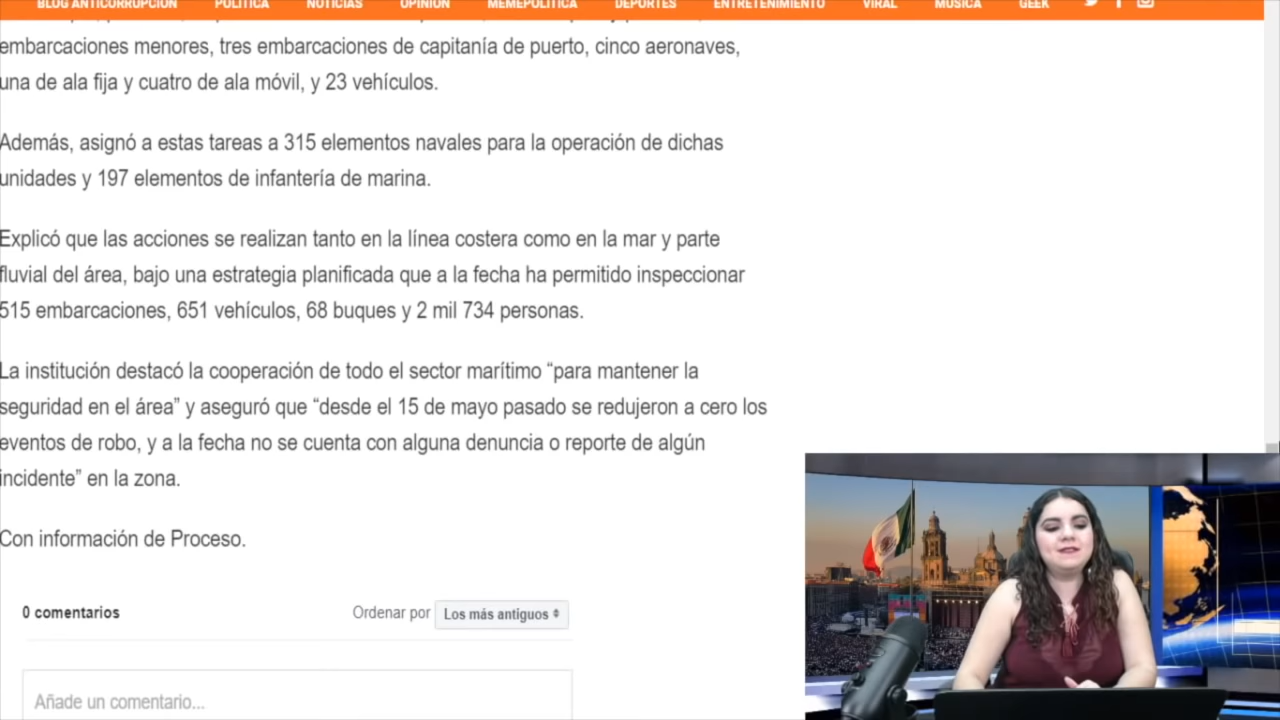 BLOG ANTICORRUPCIÓN POLÍTICA NOTICIAS OPINIÓN MEMEPOLÍTICA DEPORTES ENTRETENIMIENTO VIRAL MÚSICA GEEK
embarcaciones menores, tres embarcaciones de capitanía de puerto, cinco aeronaves,
una de ala fija y cuatro de ala móvil, y 23 vehículos.
Además, asignó a estas tareas a 315 elementos navales para la operación de dichas
unidades y 197 elementos de infantería de marina.
Explicó que las acciones se realizan tanto en la línea costera como en la mar y parte
fluvial del área, bajo una estrategia planificada que a la fecha ha permitido inspeccionar
515 embarcaciones, 651 vehículos, 68 buques y 2 mil 734 personas.
La institución destacó la cooperación de todo el sector marítimo “para mantener la
seguridad en el área” y aseguró que “desde el 15 de mayo pasado se redujeron a cero los
eventos de robo, y a la fecha no se cuenta con alguna denuncia o reporte de algún
incidente” en la zona.
Con información de Proceso.
0 comentarios Ordenar por Los más antiguos
Añade un comentario...